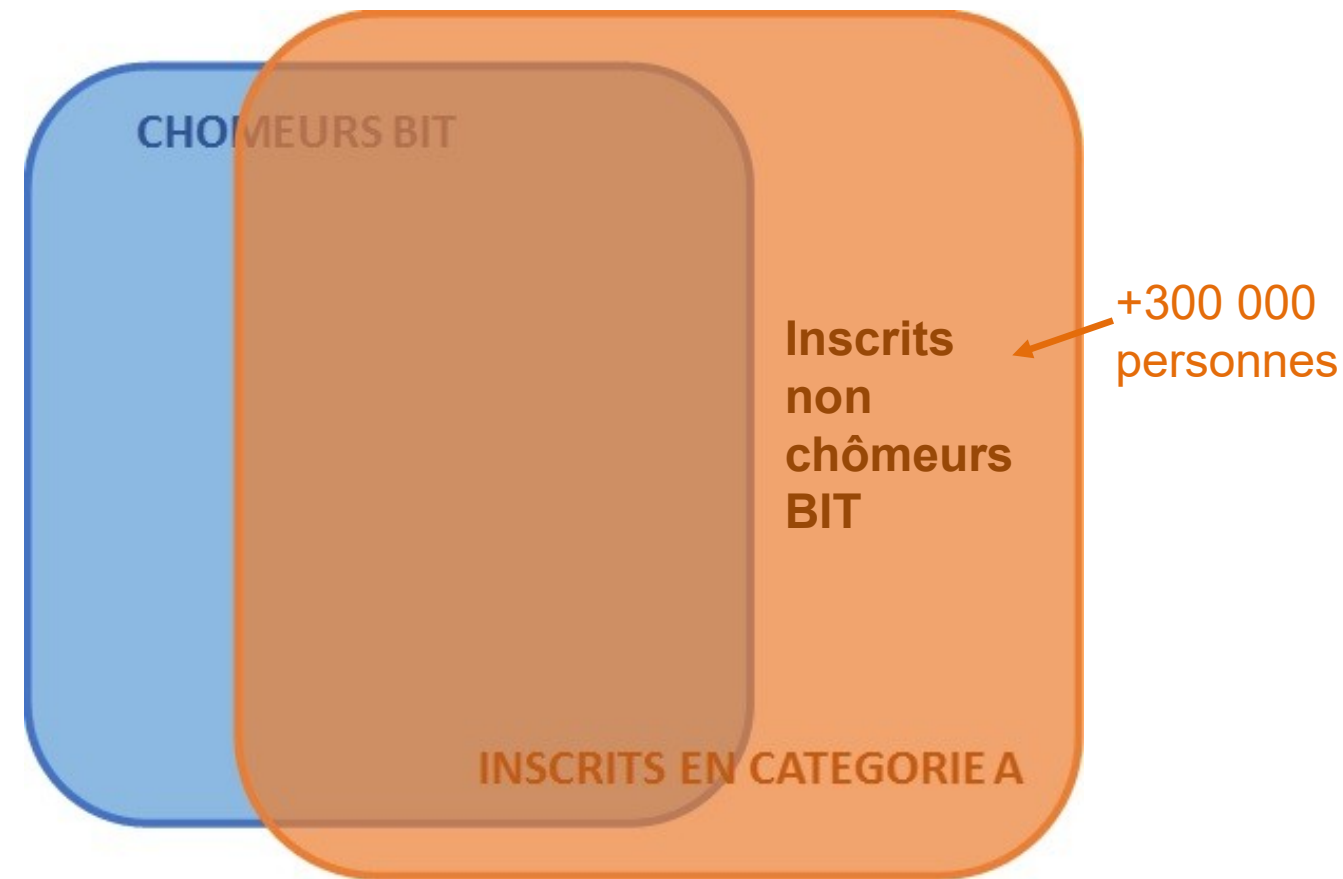 CHOMEURS BIT
+300 000
personnes
Inscrits
non
chômeurs
BIT
INSCRITS EN CATEGORIE A